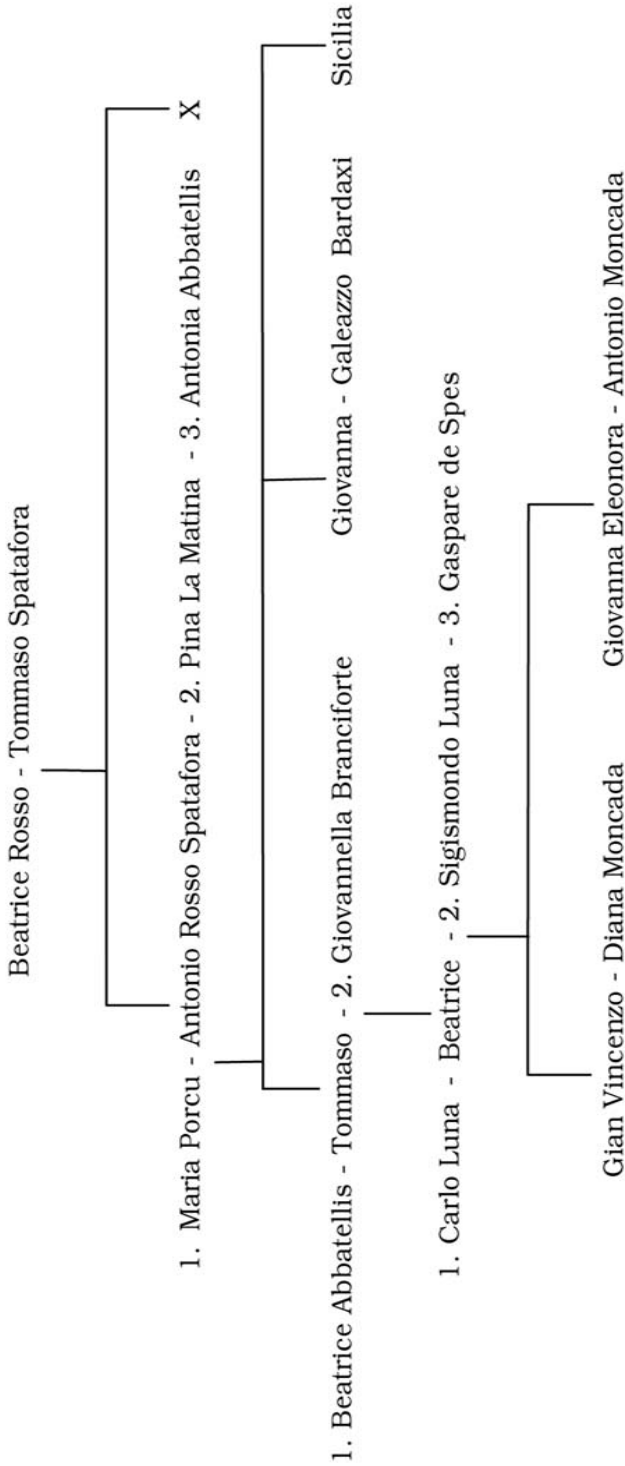 Beatrice Rosso - Tommaso Spatafora
1. Maria Porcu - Antonio Rosso Spatafora - 2. Pina La Matina - 3. Antonia Abbatellis
X
1. Beatrice Abbatellis - Tommaso - 2. Giovannella Branciforte
Giovanna - Galeazzo Bardaxi
Sicilia
1. Carlo Luna - Beatrice - 2. Sigismondo Luna - 3. Gaspare de Spes
Gian Vincenzo - Diana Moncada
Giovanna Eleonora - Antonio Moncada